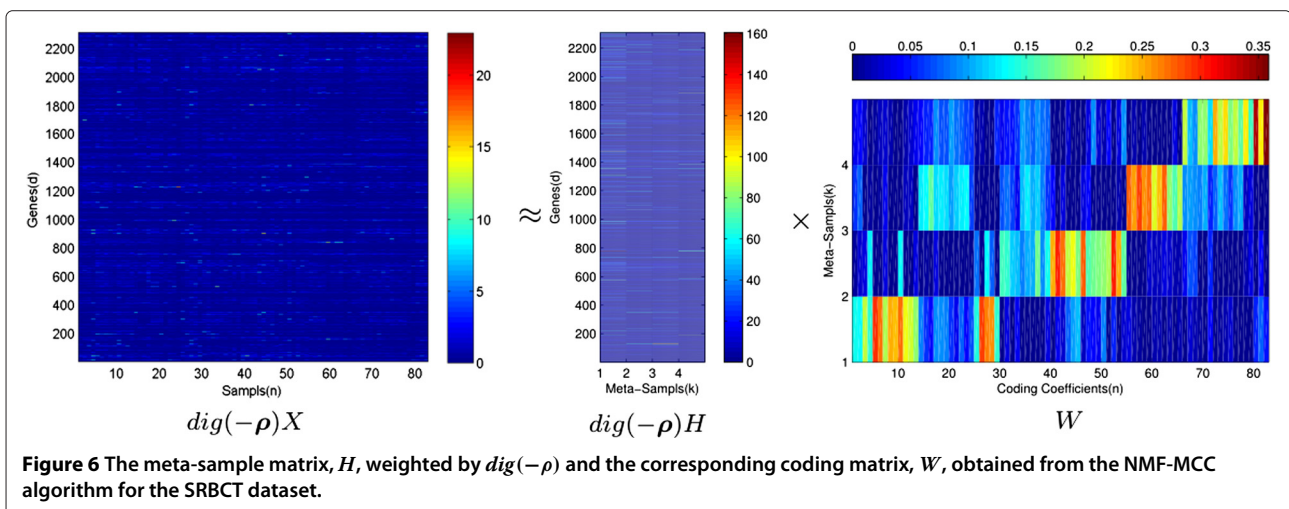 2200
2000
1800
1600
1400
1200
1000
800
600
400
200
Genes(d)
10 20 30 40 50 60 70 80
Sampls(n)
20
15
10
5
0
dig(−ρ)X
≈
2200
2000
1800
1600
1400
1200
1000
800
600
400
200
Genes(d)
1 2 3 4
Meta−Sampls(k)
160
140
120
100
80
60
40
20
0
dig(−ρ)H
×
0 0.05 0.1 0.15 0.2 0.25 0.3 0.35
4
3
2
1
Meta−Sampls(k)
10 20 30 40 50 60 70 80
Coding Coefficients(n)
W
Figure 6 The meta-sample matrix, H, weighted by dig(−ρ) and the corresponding coding matrix, W, obtained from the NMF-MCC
algorithm for the SRBCT dataset.